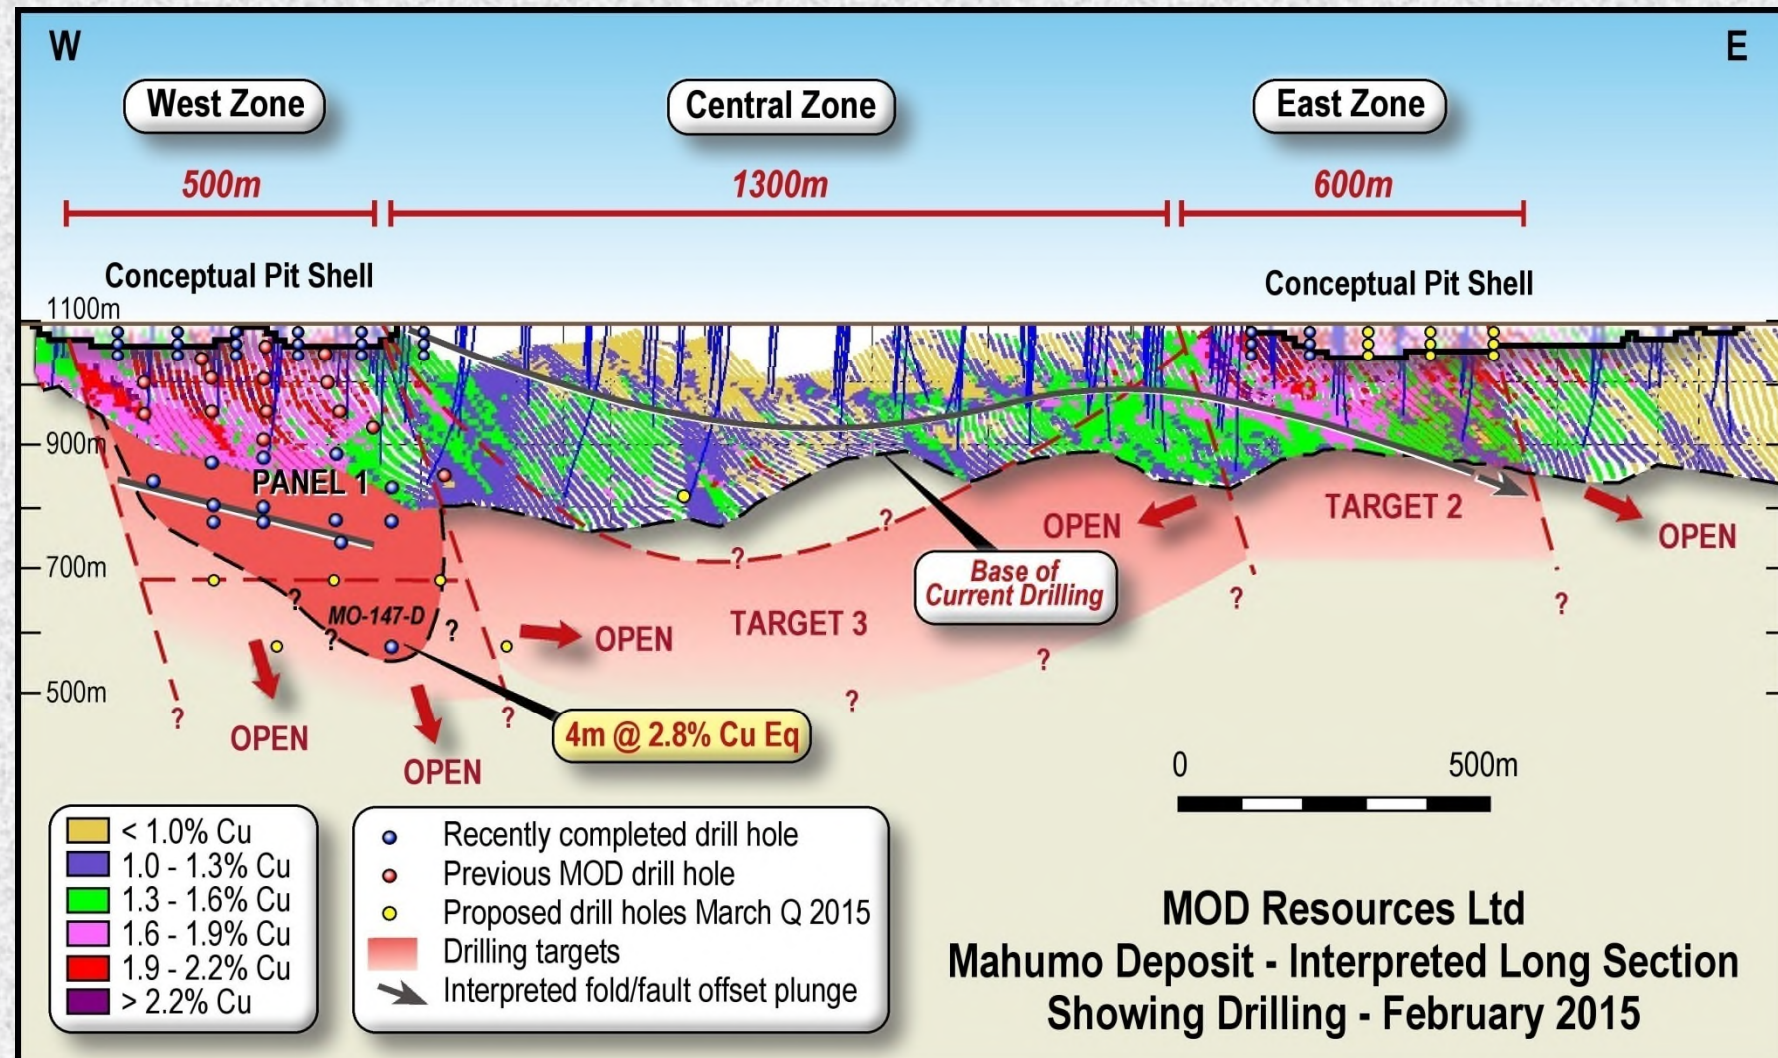 W
E
West Zone
Central Zone
East Zone
500m
1300m
600m
Conceptual Pit Shell
Conceptual Pit Shell
1100m
900m
PANEL 1
TARGET 2
OPEN
OPEN
?
?
700m
Base of
Current Drilling
?
?
?
MO-147-D
?
?
TARGET 3
OPEN
?
500m
?
?
?
OPEN
4m @ 2.8% Cu Eq
OPEN
0
500m
< 1.0% Cu
1.0 - 1.3% Cu
1.3 - 1.6% Cu
1.6 - 1.9% Cu
1.9 - 2.2% Cu
> 2.2% Cu
Recently completed drill hole
Previous MOD drill hole
Proposed drill holes March Q 2015
Drilling targets
Interpreted fold/fault offset plunge
MOD Resources Ltd
Mahumo Deposit - Interpreted Long Section
Showing Drilling - February 2015